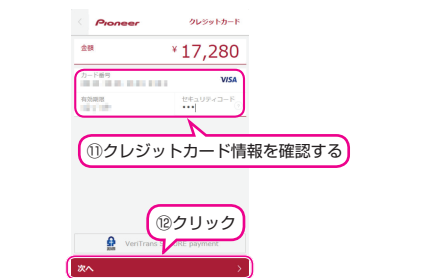 Pioneer クレジットカード
金額 ¥ 17,280
カード番号
VISA
有効期限 セキュリティコード
•••
⑪クレジットカード情報を確認する
⑫クリック
VeriTrans payment
次へ